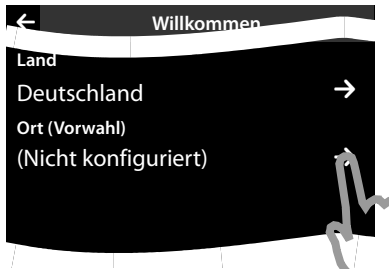 Willkommen
Land
Deutschland
Ort (Vorwahl)
(Nicht konfiguriert)